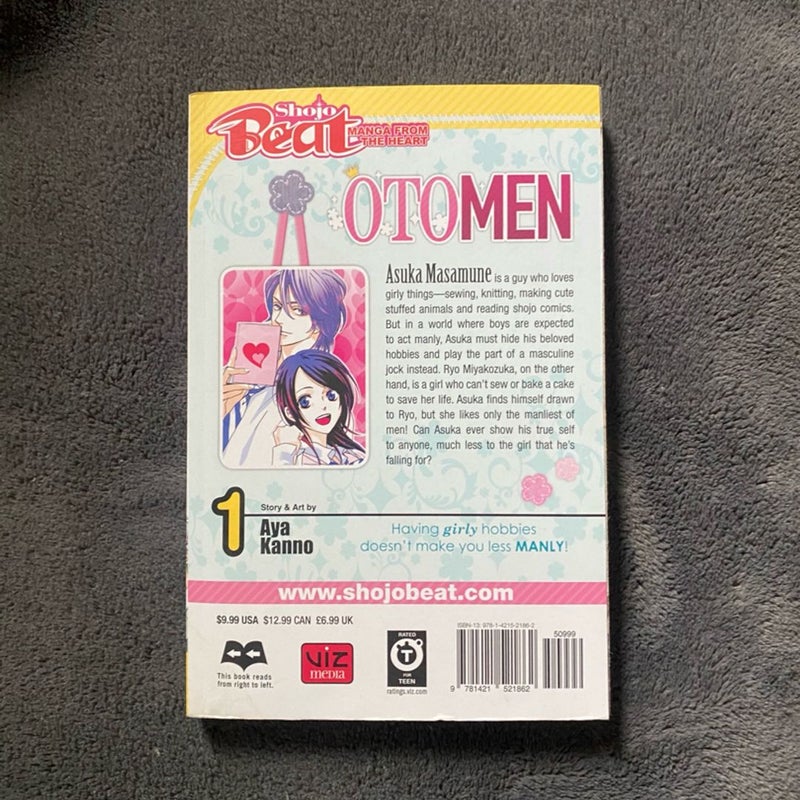 Shojo
Beat
MANGA FROM
THE HEART
OTOMEN
Asuka Masamune is a guy who loves
girly things—sewing, knitting, making cute
stuffed animals and reading shojo comics.
But in a world where boys are expected
to act manly, Asuka must hide his beloved
hobbies and play the part of a masculine
jock instead. Ryo Miyakozuka, on the other
hand, is a girl who can't sew or bake a cake
to save her life. Asuka finds himself drawn
to Ryo, but she likes only the manliest of
men! Can Asuka ever show his true self
to anyone, much less to the girl that he's
falling for?
1
Story & Art by
Aya
Kanno
Having girly hobbies
doesn't make you less MANLY!
www.shojobeat.com
$9.99 USA $12.99 CAN £6.99 UK
ISBN-13: 978-1-4215-2186-2
50999
This book reads
from right to left.
VIZ
MEDIA
RATED
T
FOR
TEEN
ratings.viz.com
9 781421 521862